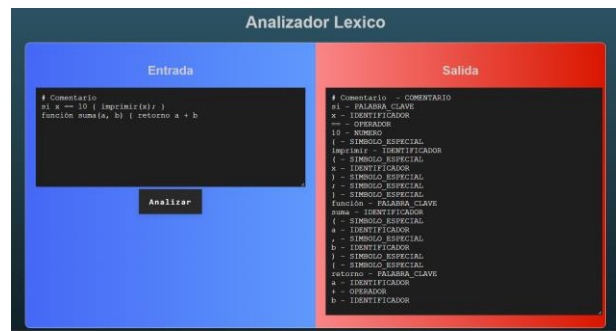 Analizador Lexico
Entrada
# Comentario
si x == 10 { imprimir(x); }
función suma(a, b) { retorno a + b
Analizar
Salida
# Comentario - COMENTARIO
si - PALABRA_CLAVE
x - IDENTIFICADOR
== - OPERADOR
10 - NUMERO
{ - SIMBOLO_ESPECIAL
imprimir - IDENTIFICADOR
( - SIMBOLO_ESPECIAL
x - IDENTIFICADOR
) - SIMBOLO_ESPECIAL
; - SIMBOLO_ESPECIAL
} - SIMBOLO_ESPECIAL
función - PALABRA_CLAVE
suma - IDENTIFICADOR
( - SIMBOLO_ESPECIAL
a - IDENTIFICADOR
, - SIMBOLO_ESPECIAL
b - IDENTIFICADOR
) - SIMBOLO_ESPECIAL
{ - SIMBOLO_ESPECIAL
retorno - PALABRA_CLAVE
a - IDENTIFICADOR
+ - OPERADOR
b - IDENTIFICADOR